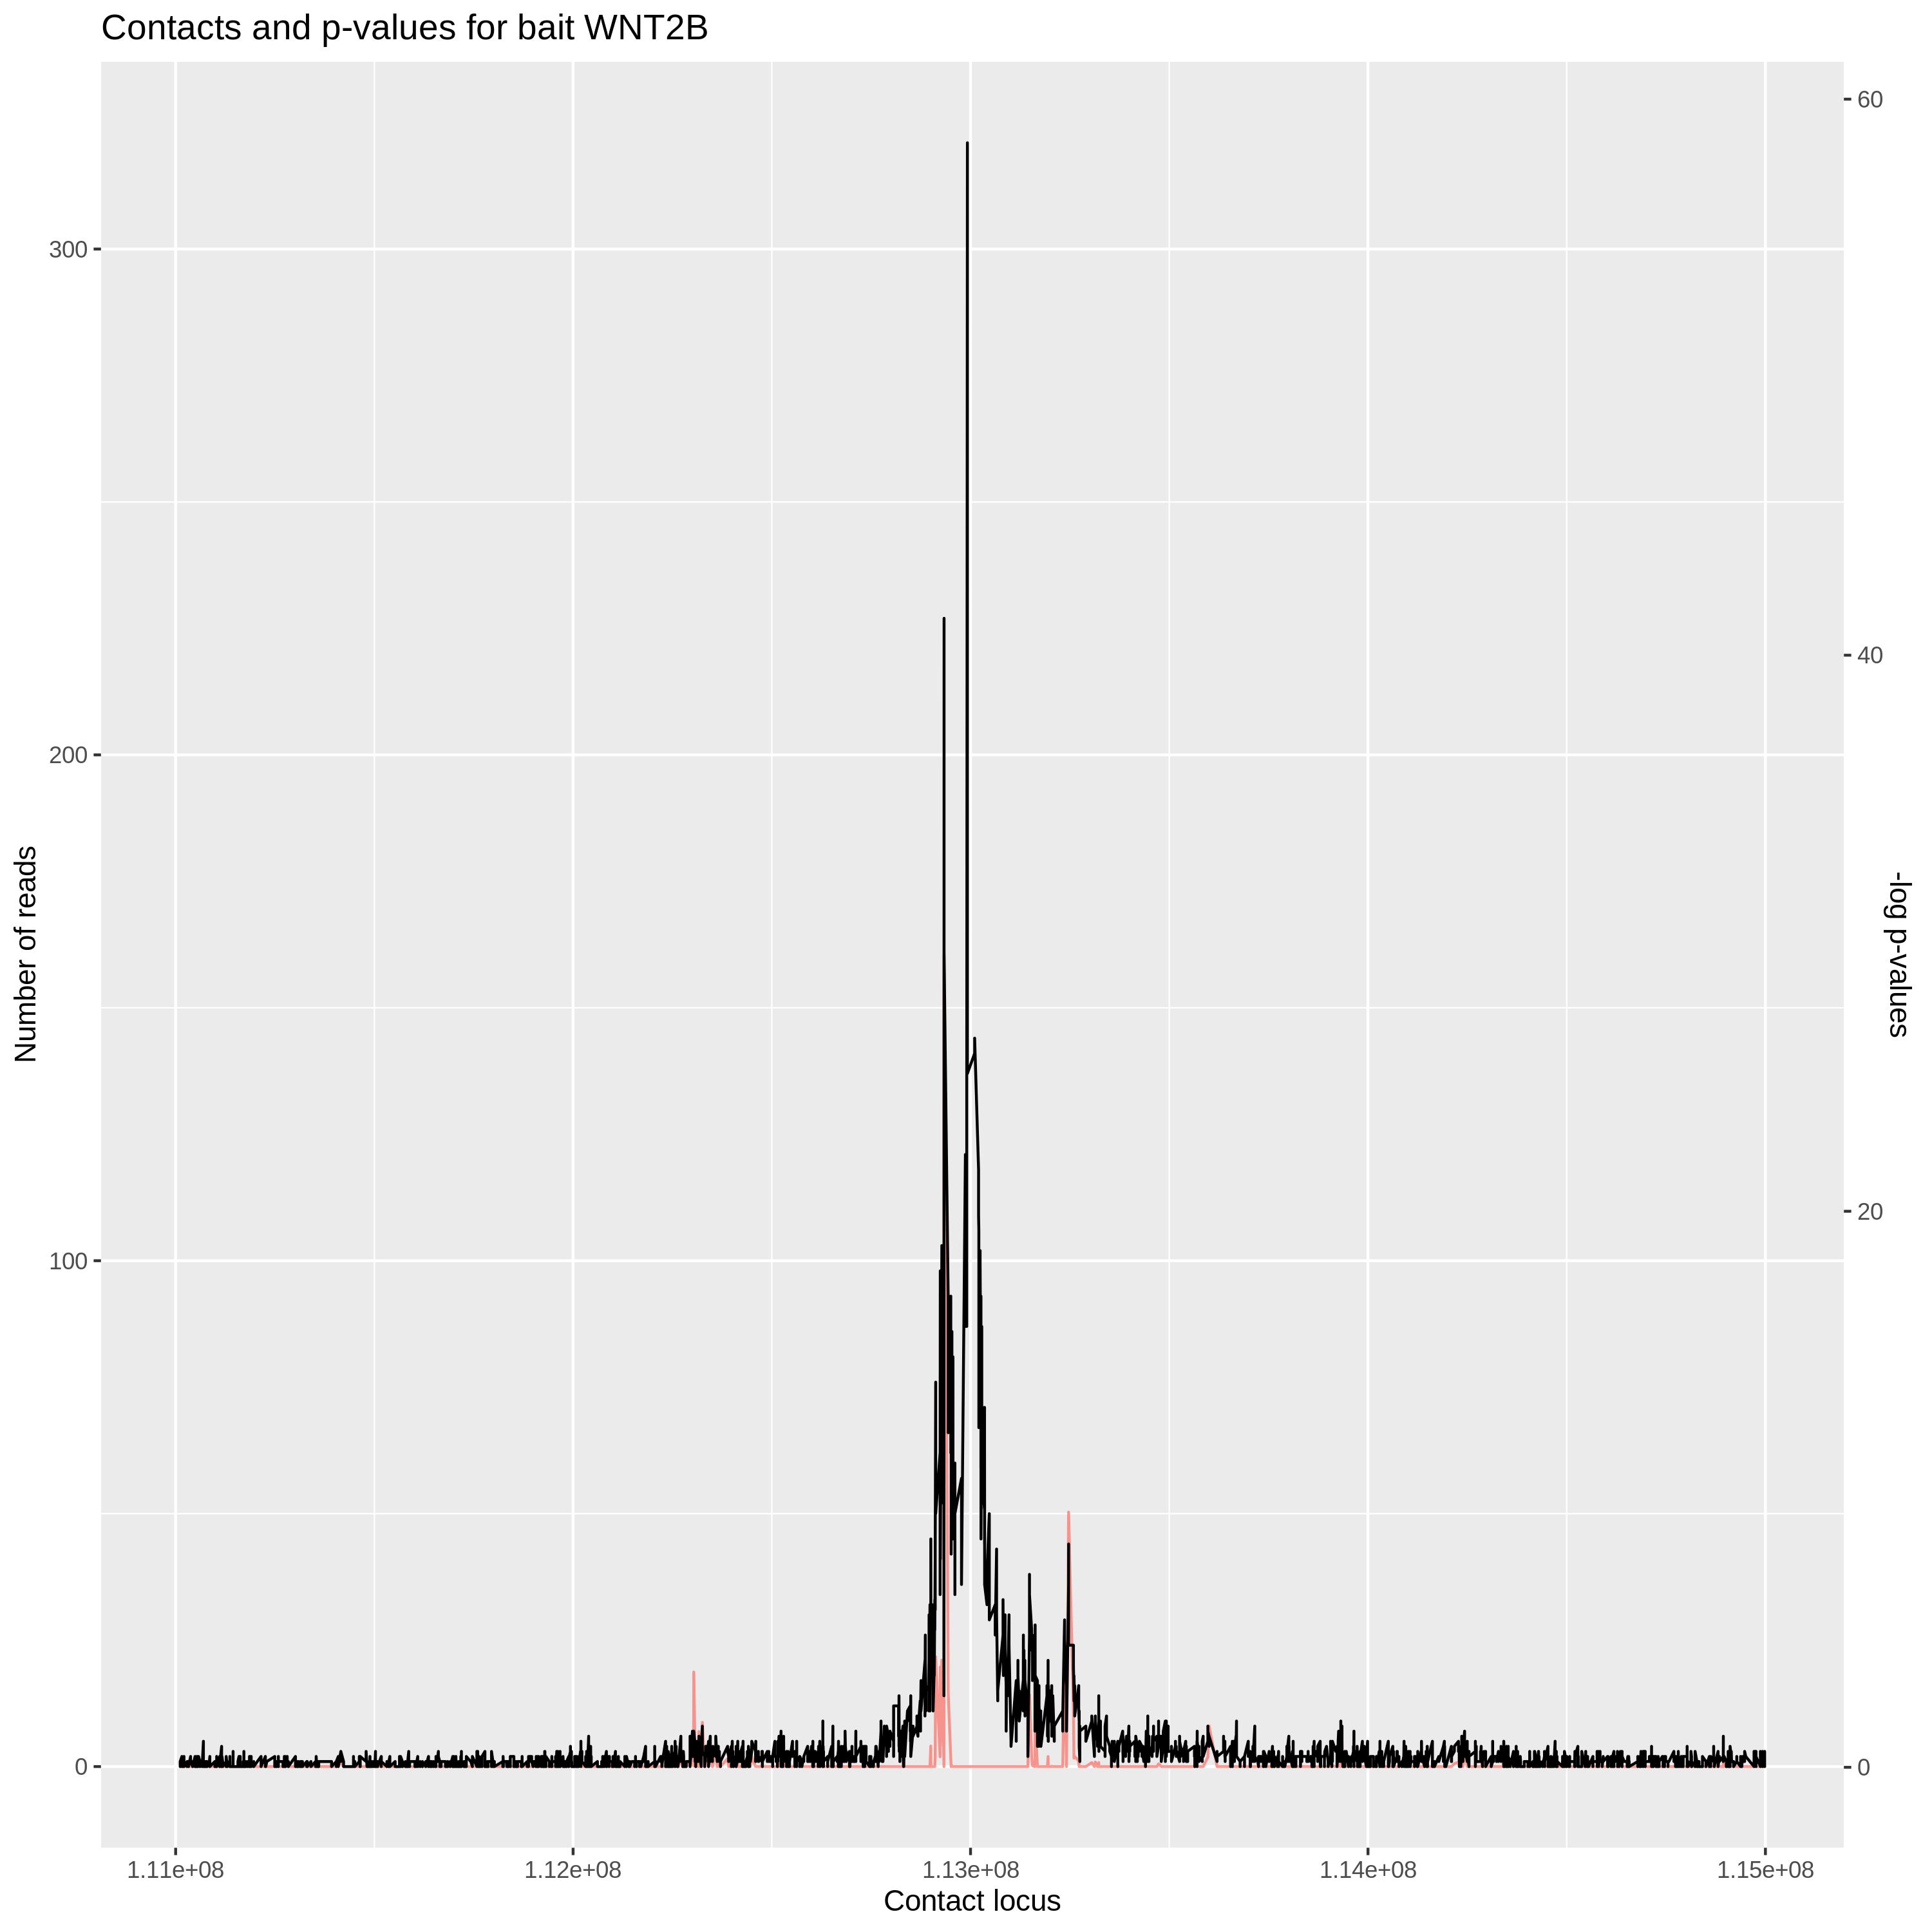 Contacts and p-values for bait WNT2B
60
300
40
200
Number of reads
-log p-values
20
100
0
0
1.11e+08
1.12e+08
1.13e+08
1.14e+08
1.15e+08
Contact locus